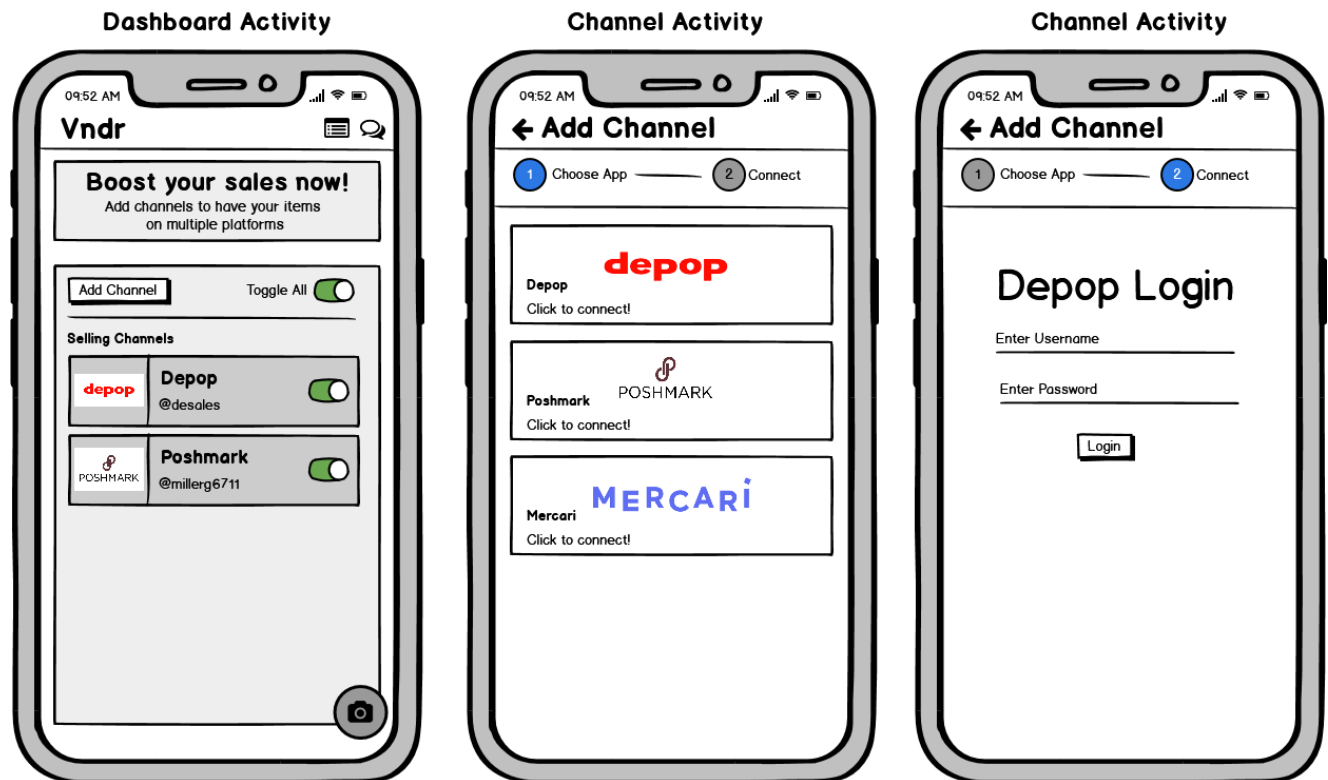 Dashboard Activity
09:52 AM
Vndr
Boost your sales now!
Add channels to have your items
on multiple platforms
Add Channel
Toggle All
Selling Channels
depop
Depop
@desales
POSHMARK
Poshmark
@millerg6711
Channel Activity
09:52 AM
Add Channel
1 Choose App
2 Connect
depop
Depop
Click to connect!
POSHMARK
Poshmark
Click to connect!
MERCARi
Mercari
Click to connect!
Channel Activity
09:52 AM
Add Channel
1 Choose App
2 Connect
Depop Login
Enter Username
Enter Password
Login